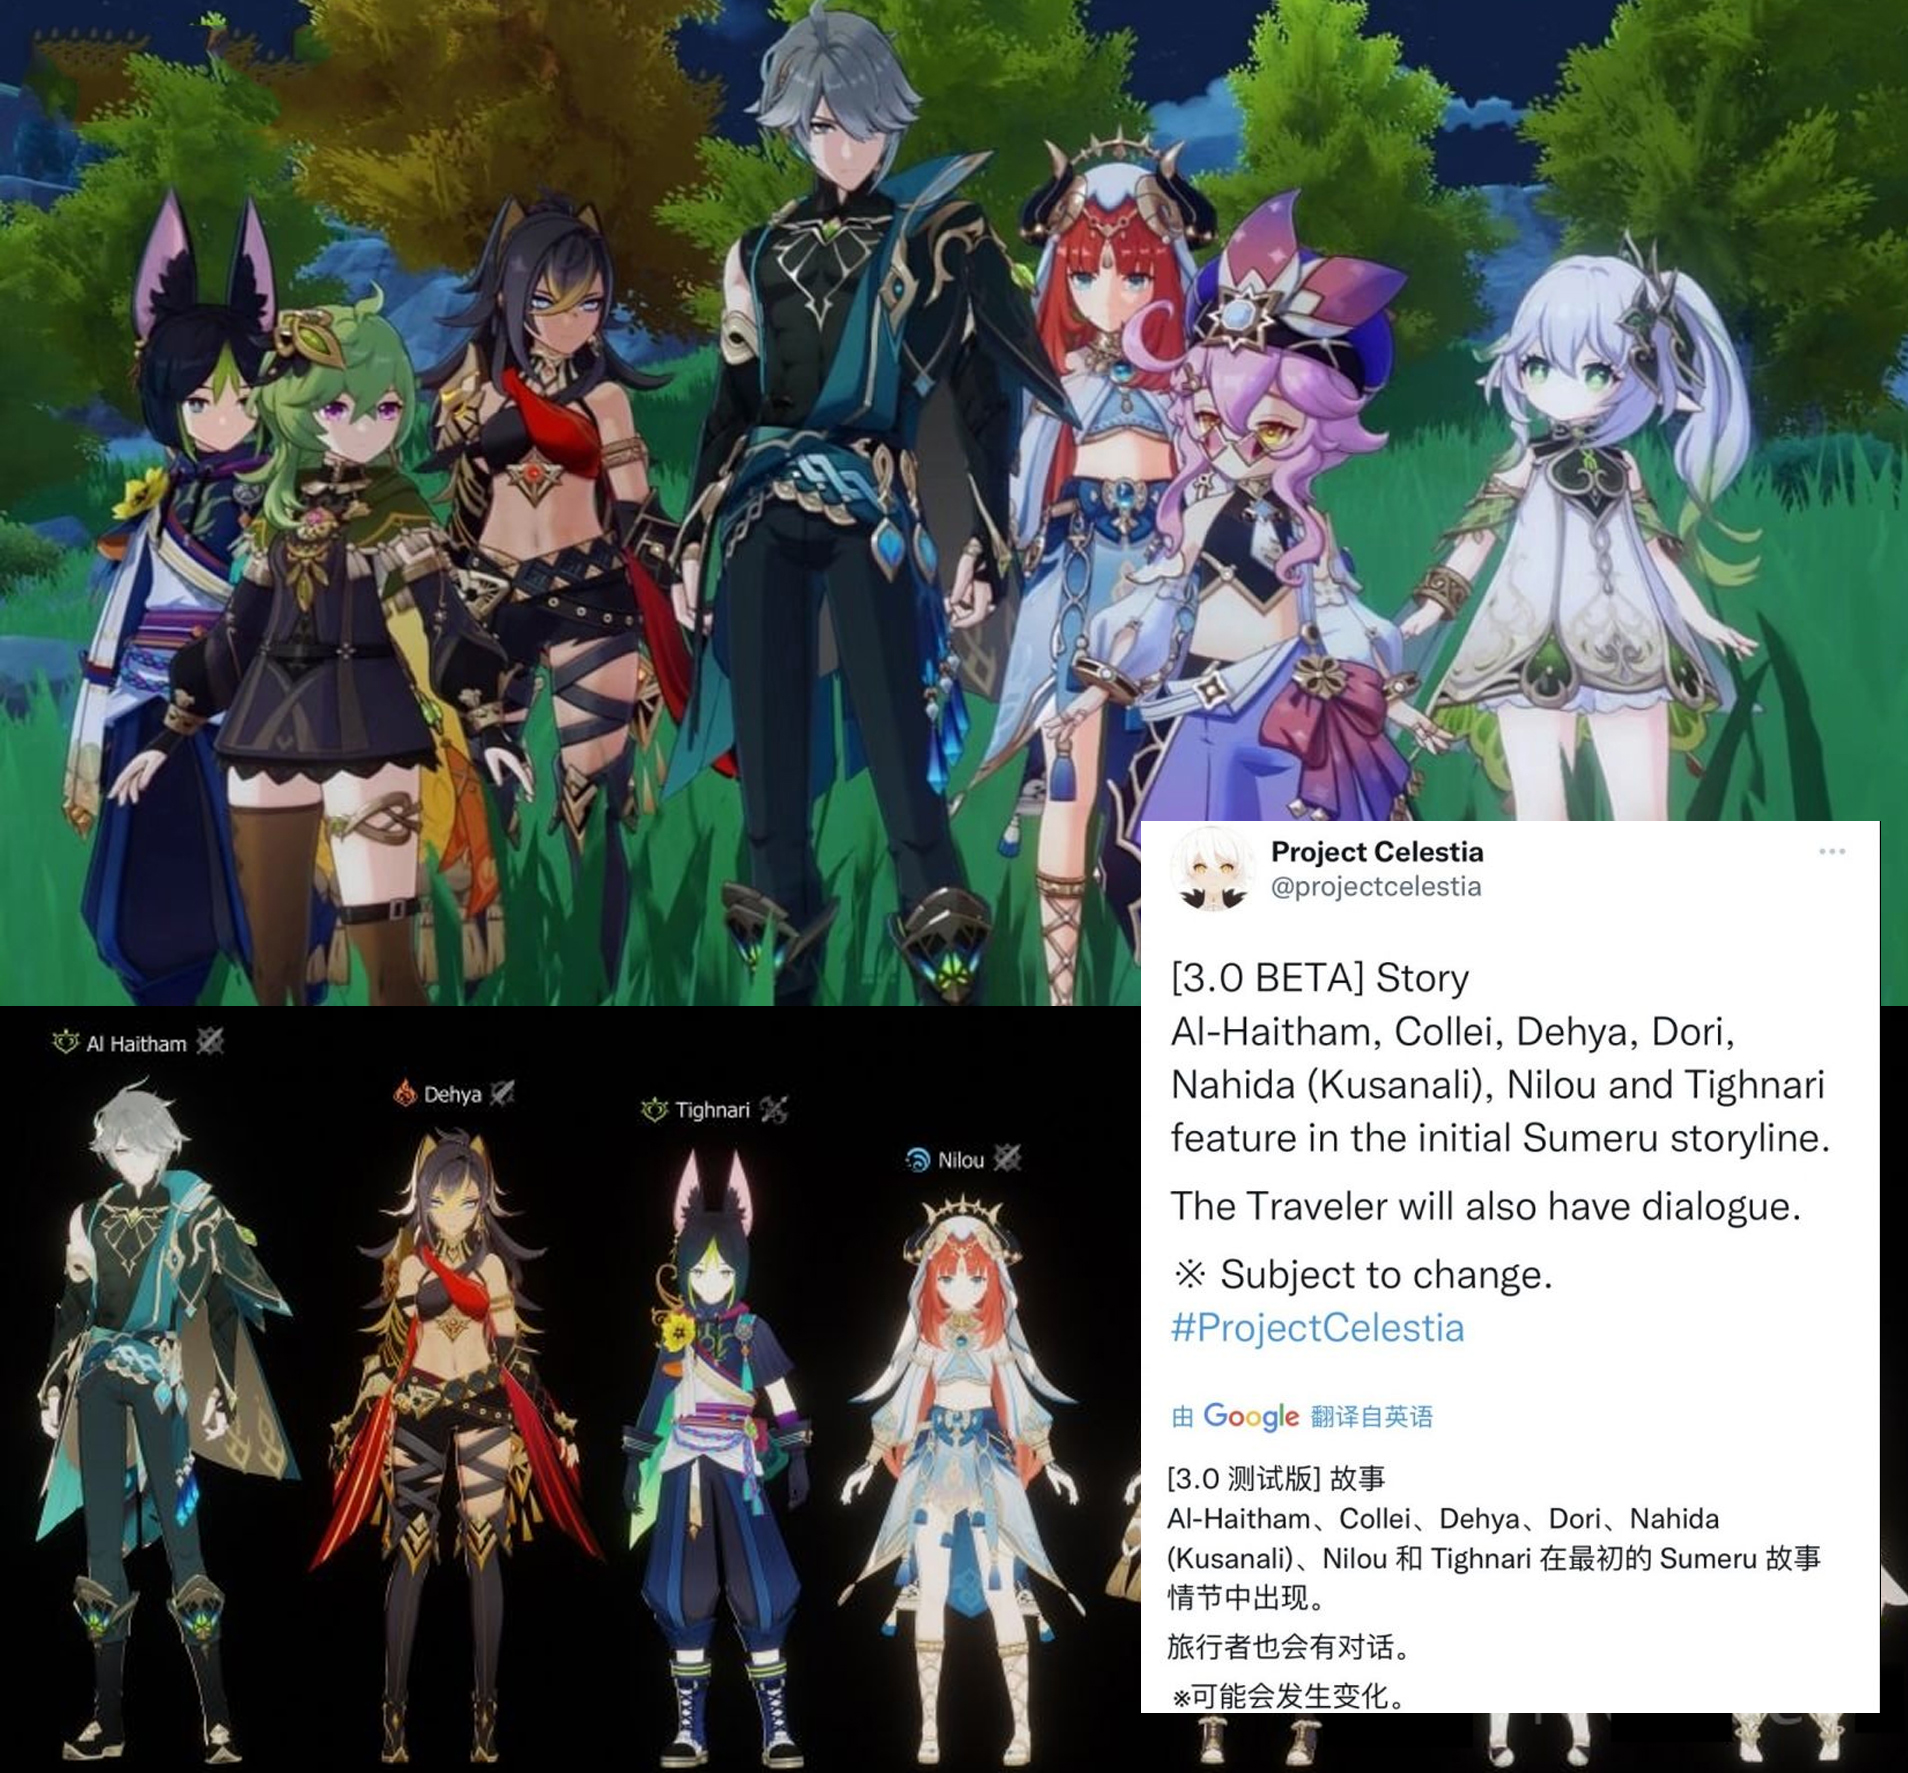 Project Celestia
@projectcelestia
[3.0 BETA] Story
Al-Haitham, Collei, Dehya, Dori,
Nahida (Kusanali), Nilou and Tighnari
feature in the initial Sumeru storyline.
The Traveler will also have dialogue.
※ Subject to change.
#ProjectCelestia
由 Google 翻译自英语
[3.0 测试版] 故事
Al-Haitham、Collei、Dehya、Dori、Nahida
(Kusanali)、Nilou 和 Tighnari 在最初的 Sumeru 故事
情节中出现。
旅行者也会有对话。
※可能会发生变化。
Al Haitham
Dehya
Tighnari
Nilou